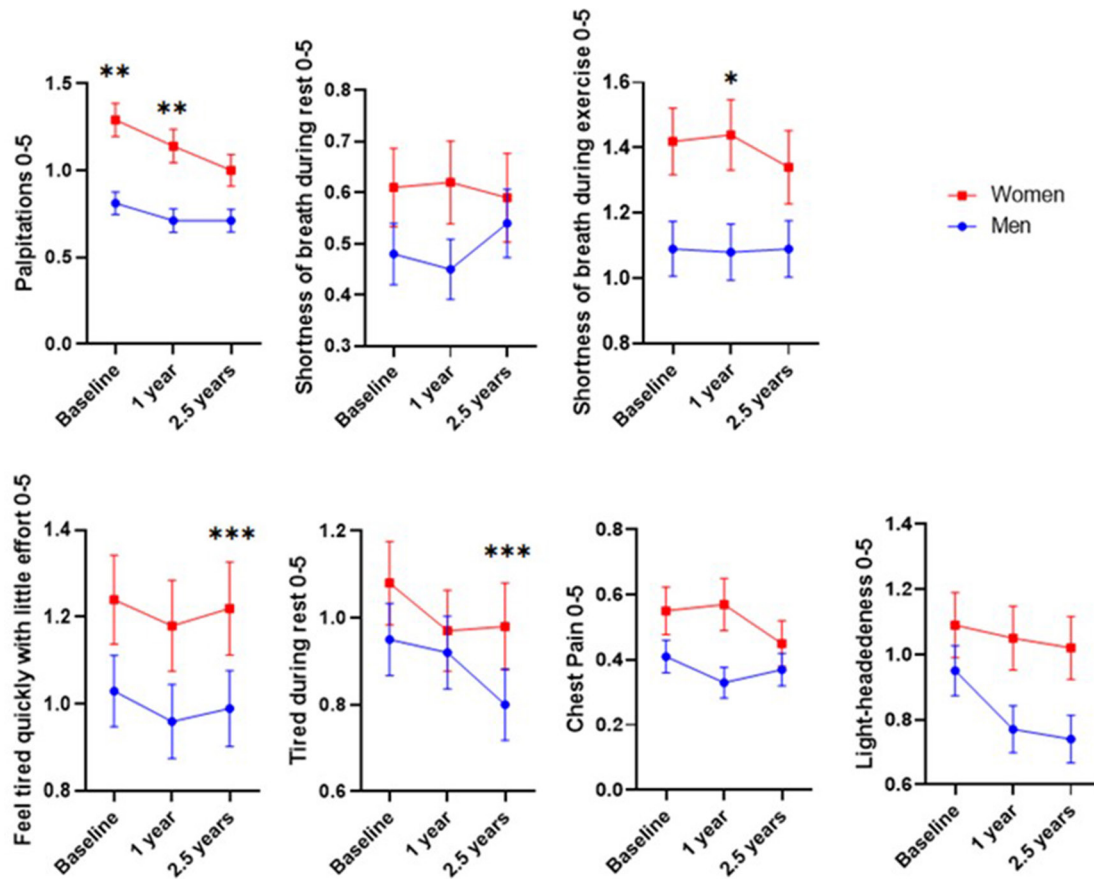 Palpitations 0-5
**
**
1.5
1.0
0.5
0.0
Baseline
1 year
2.5 years
Shortness of breath during rest 0-5
0.8
0.7
0.6
0.5
0.4
0.3
Baseline
1 year
2.5 years
Shortness of breath during exercise 0-5
*
1.6
1.4
1.2
1.0
0.8
Baseline
1 year
2.5 years
Women
Men
Feel tired quickly with little effort 0-5
***
1.4
1.2
1.0
0.8
Baseline
1 year
2.5 years
Tired during rest 0-5
***
1.2
1.0
0.8
0.6
Baseline
1 year
2.5 years
Chest Pain 0-5
0.8
0.6
0.4
0.2
0.0
Baseline
1 year
2.5 years
Light-headedeness 0-5
1.4
1.2
1.0
0.8
0.6
Baseline
1 year
2.5 years